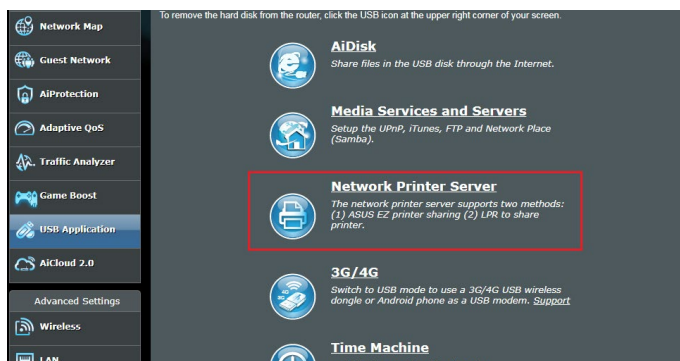 To remove the hard disk from the router, click the USB icon at the upper right corner of your screen.
Network Map
Guest Network
AiProtection
Adaptive QoS
Traffic Analyzer
Game Boost
USB Application
AiCloud 2.0
Advanced Settings
Wireless
LAN
AiDisk
Share files in the USB disk through the Internet.
Media Services and Servers
Setup the UPnP, iTunes, FTP and Network Place
(Samba).
Network Printer Server
The network printer server supports two methods:
(1) ASUS EZ printer sharing (2) LPR to share
printer.
3G/4G
Switch to USB mode to use a 3G/4G USB wireless
dongle or Android phone as a USB modem. Support
Time Machine